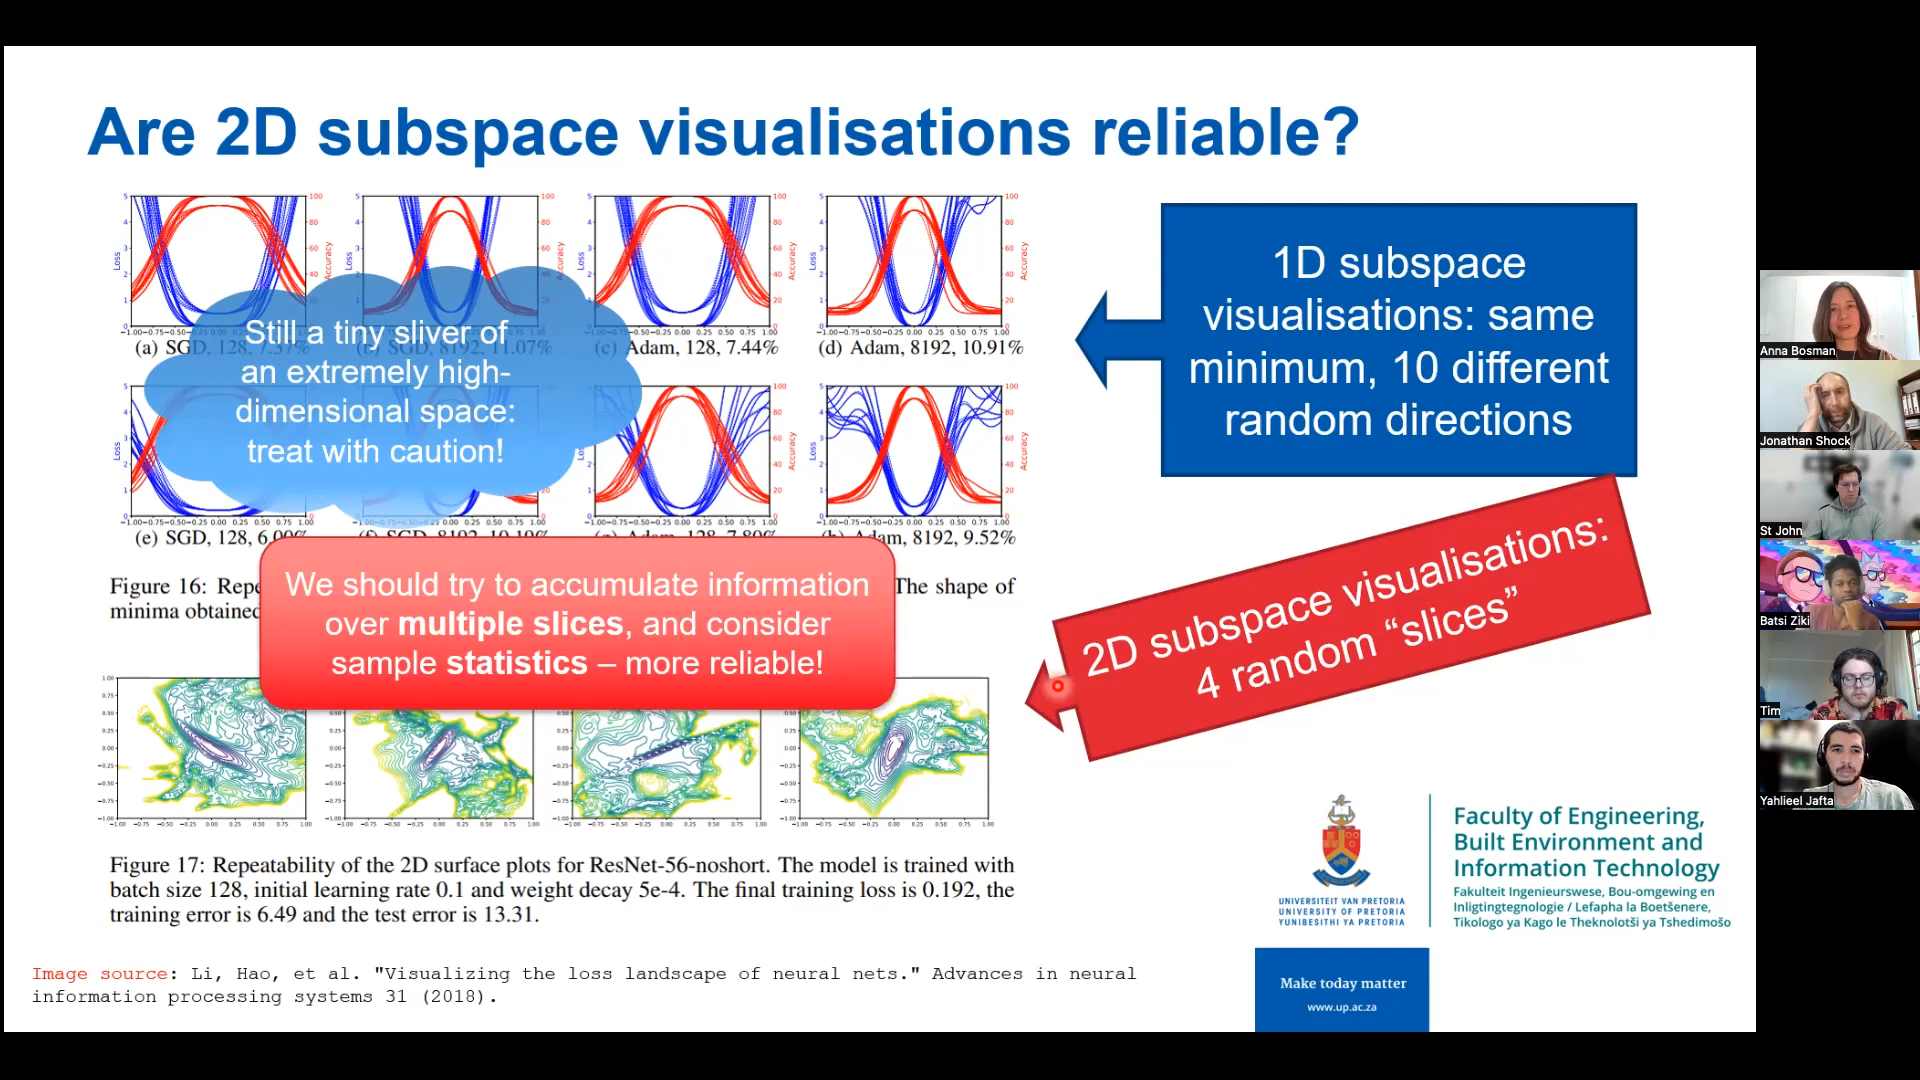 Are 2D subspace visualisations reliable?
1D subspace
visualisations: same
minimum, 10 different
random directions
Still a tiny sliver of
an extremely high-
dimensional space:
treat with caution!
(a) SGD, 128, 7.37%
(b) SGD, 8192, 11.07%
(c) Adam, 128, 7.44%
(d) Adam, 8192, 10.91%
Loss
Accuracy
(e) SGD, 128, 6.00%
(f) SGD, 8192, 10.19%
(g) Adam, 128, 7.80%
(h) Adam, 8192, 9.52%
Figure 16: Repe
The shape of
minima obtained
We should try to accumulate information
over multiple slices, and consider
sample statistics – more reliable!
2D subspace visualisations:
4 random “slices”
Figure 17: Repeatability of the 2D surface plots for ResNet-56-noshort. The model is trained with
batch size 128, initial learning rate 0.1 and weight decay 5e-4. The final training loss is 0.192, the
training error is 6.49 and the test error is 13.31.
Image source: Li, Hao, et al. "Visualizing the loss landscape of neural nets." Advances in neural
information processing systems 31 (2018).
UNIVERSITEIT VAN PRETORIA
UNIVERSITY OF PRETORIA
YUNIBESITHI YA PRETORIA
Faculty of Engineering,
Built Environment and
Information Technology
Fakulteit Ingenieurswese, Bou-omgewing en
Inligtingtegnologie / Lefapha la Boetšenere,
Tikologo ya Kago le Theknolotši ya Tshedimošo
Make today matter
www.up.ac.za
Anna Bosman
Jonathan Shock
St John
Batsi Ziki
Tim
Yahlieel Jafta